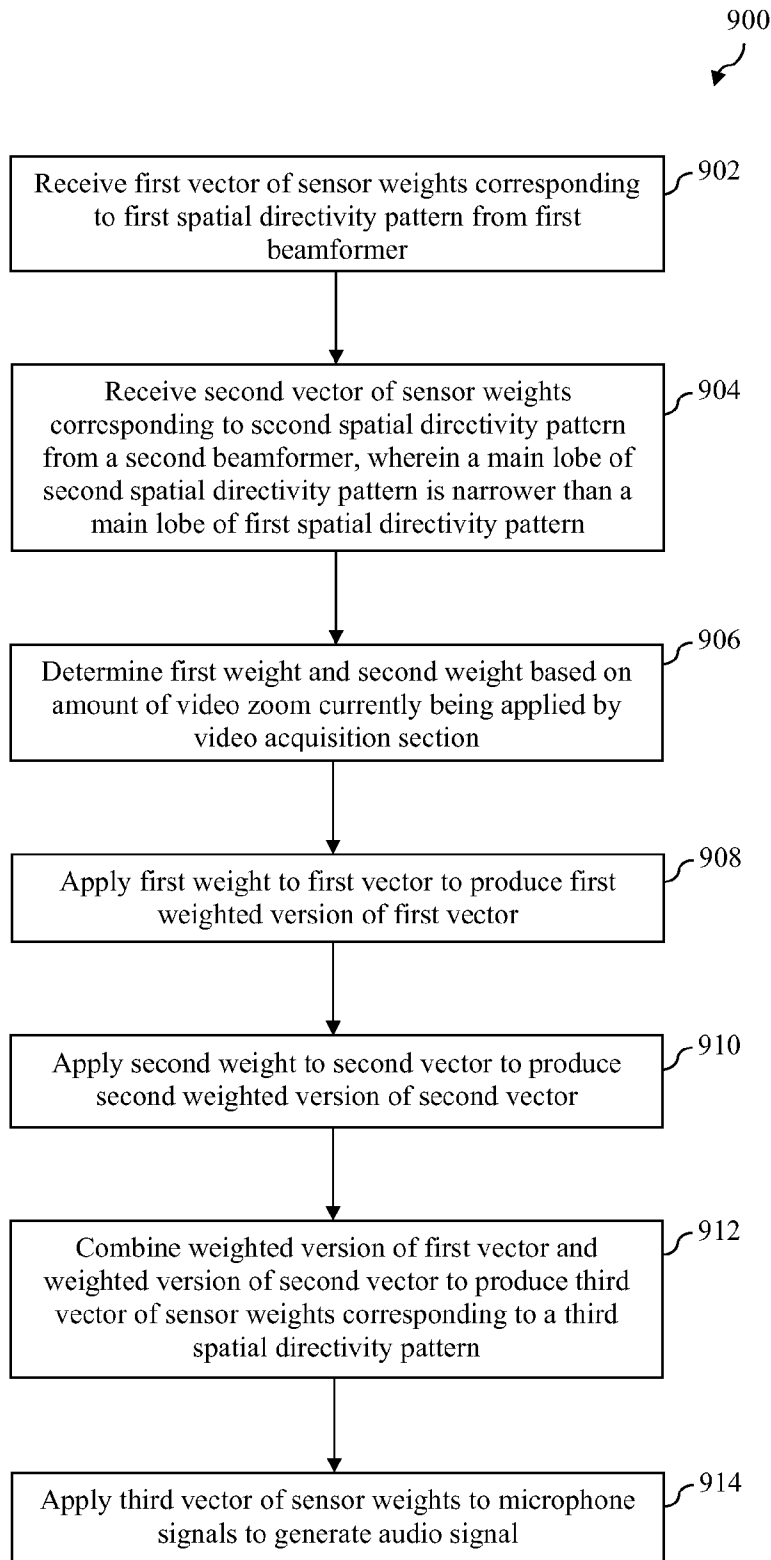 900
902
Receive first vector of sensor weights corresponding
to first spatial directivity pattern from first
beamformer
904
Receive second vector of sensor weights
corresponding to second spatial directivity pattern
from a second beamformer, wherein a main lobe of
second spatial directivity pattern is narrower than a
main lobe of first spatial directivity pattern
906
Determine first weight and second weight based on
amount of video zoom currently being applied by
video acquisition section
908
Apply first weight to first vector to produce first
weighted version of first vector
910
Apply second weight to second vector to produce
second weighted version of second vector
912
Combine weighted version of first vector and
weighted version of second vector to produce third
vector of sensor weights corresponding to a third
spatial directivity pattern
914
Apply third vector of sensor weights to microphone
signals to generate audio signal